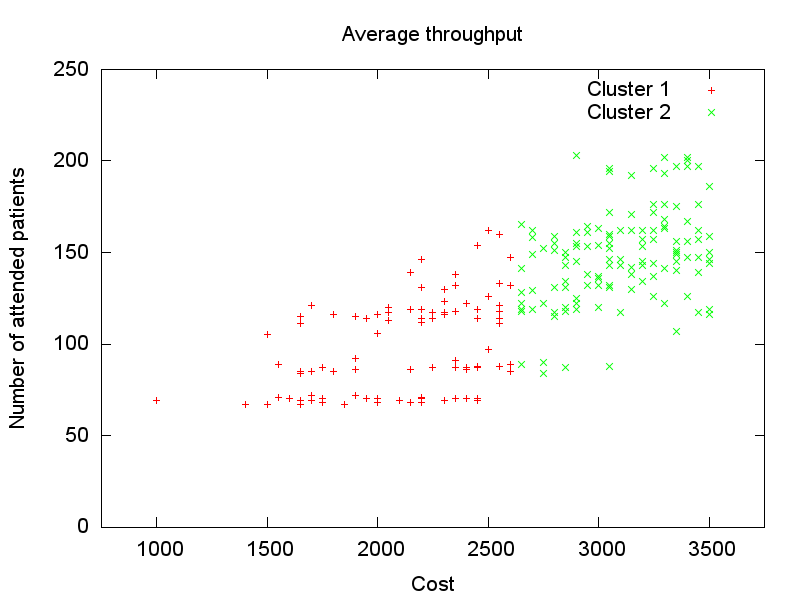 Average throughput
250
200
150
100
50
0
Number of attended patients
Cluster 1
Cluster 2
1000 1500 2000 2500 3000 3500
Cost